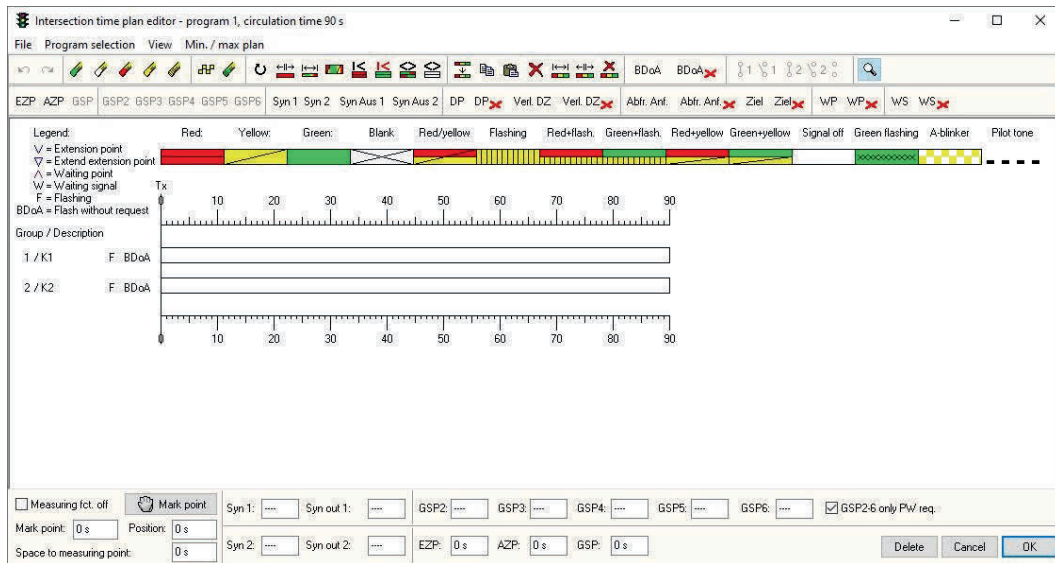 Intersection time plan editor - program 1, circulation time 90 s
File Program selection View Min. / max plan
BDoA BDoA 1 1 2 2
EZP AZP GSP GSP2 GSP3 GSP4 GSP5 GSP6 Syn 1 Syn 2 Syn Aus 1 Syn Aus 2 DP DP Verl. DZ Verl. DZ Abfr. Anf. Abfr. Anf. Ziel Ziel WP WP WS WS
Legend: Red: Yellow: Green: Blank Red/yellow Flashing Red+flash. Green+flash. Red+yellow Green+yellow Signal off Green flashing A-blinker Pilot tone
V = Extension point
▽ = Extend extension point
Λ = Waiting point
W = Waiting signal
F = Flashing
BDoA = Flash without request
Tx
0 10 20 30 40 50 60 70 80 90
Group / Description
1 / K1 F BDoA
2 / K2 F BDoA
0 10 20 30 40 50 60 70 80 90
Measuring fct. off Mark point Syn 1: ---- Syn out 1: ---- GSP2: ---- GSP3: ---- GSP4: ---- GSP5: ---- GSP6: ---- GSP2-6 only PW req.
Mark point: 0 s Position: 0 s
Space to measuring point: 0 s Syn 2: ---- Syn out 2: ---- EZP: 0 s AZP: 0 s GSP: 0 s Delete Cancel OK